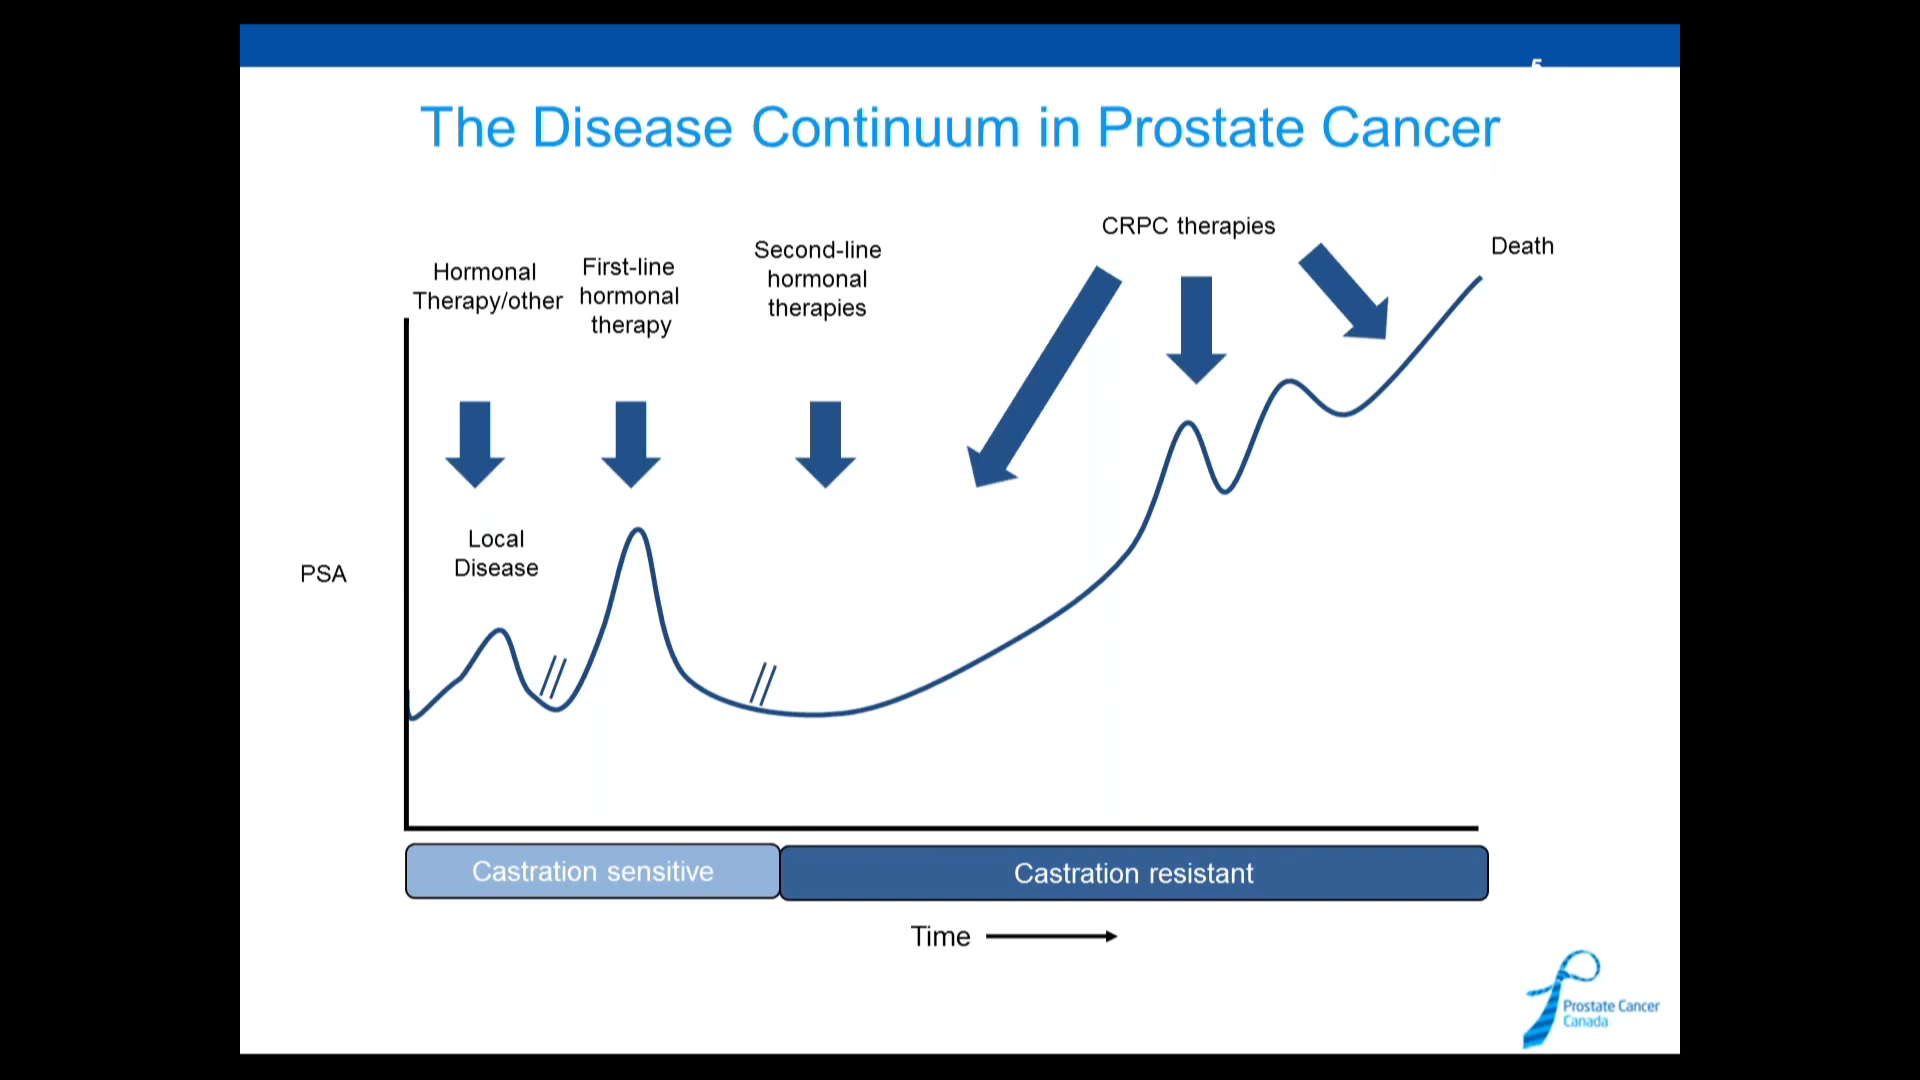 5
The Disease Continuum in Prostate Cancer
CRPC therapies
Death
Second-line
hormonal
therapies
First-line
hormonal
therapy
Hormonal
Therapy/other
Local
Disease
PSA
Castration sensitive
Castration resistant
Time
Prostate Cancer
Canada